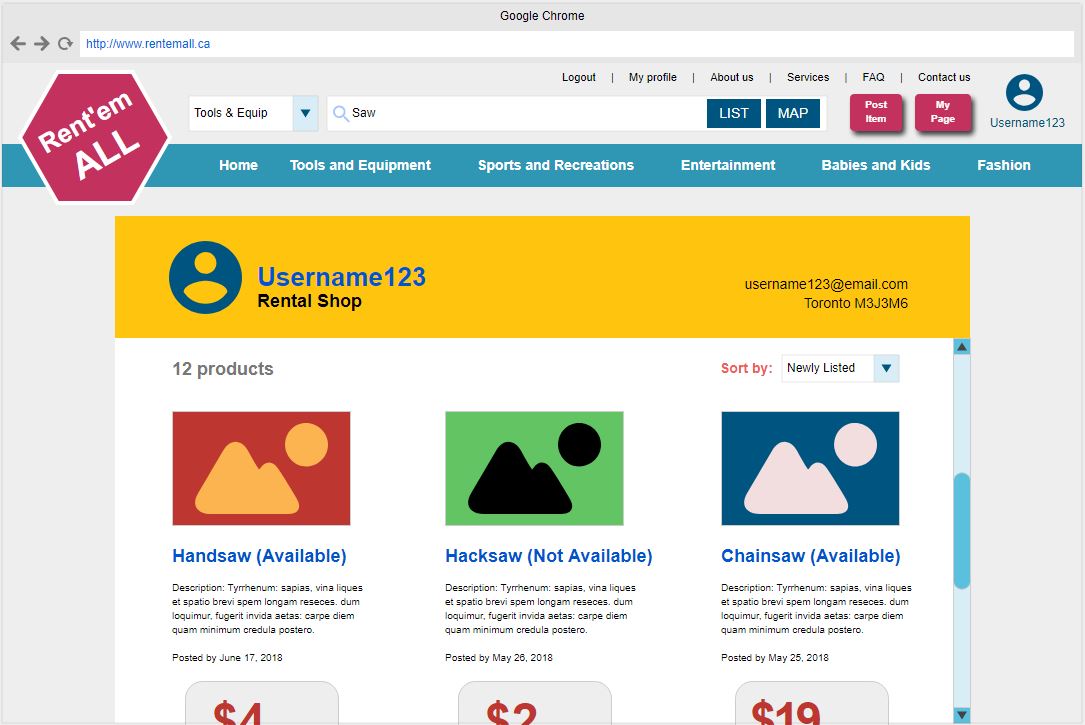 Google Chrome
http://www.rentemall.ca
Logout | My profile | About us | Services | FAQ | Contact us
Rent'em
ALL
Tools & Equip
Saw
LIST
MAP
Post
Item
My
Page
Username123
Home Tools and Equipment Sports and Recreations Entertainment Babies and Kids Fashion
Username123
Rental Shop
username123@email.com
Toronto M3J3M6
12 products
Sort by: Newly Listed
Handsaw (Available)
Description: Tyrrhenum: sapias, vina liques
et spatio brevi spem longam reseces. dum
loquimur, fugerit invida aetas: carpe diem
quam minimum credula postero.
Posted by June 17, 2018
$4
Hacksaw (Not Available)
Description: Tyrrhenum: sapias, vina liques
et spatio brevi spem longam reseces. dum
loquimur, fugerit invida aetas: carpe diem
quam minimum credula postero.
Posted by May 26, 2018
$2
Chainsaw (Available)
Description: Tyrrhenum: sapias, vina liques
et spatio brevi spem longam reseces. dum
loquimur, fugerit invida aetas: carpe diem
quam minimum credula postero.
Posted by May 25, 2018
$19